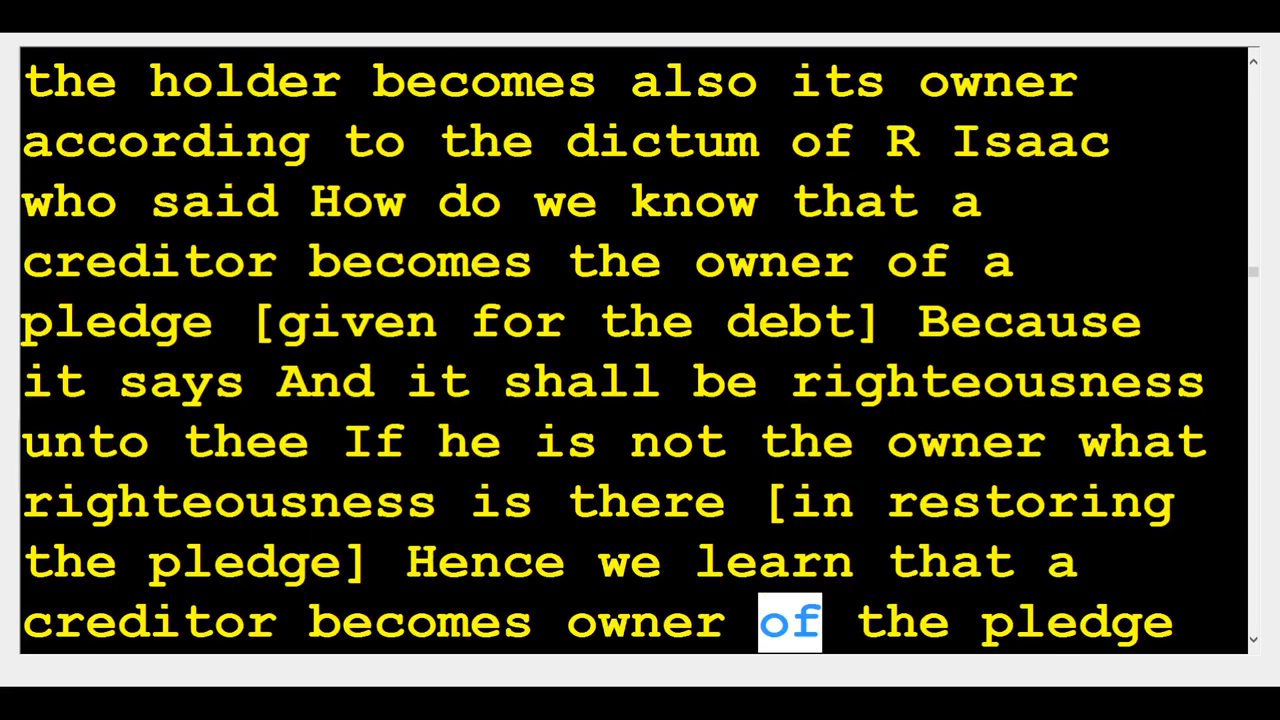 the holder becomes also its owner
according to the dictum of R Isaac
who said How do we know that a
creditor becomes the owner of a
pledge [given for the debt] Because
it says And it shall be righteousness
unto thee If he is not the owner what
righteousness is there [in restoring
the pledge] Hence we learn that a
creditor becomes owner of the pledge